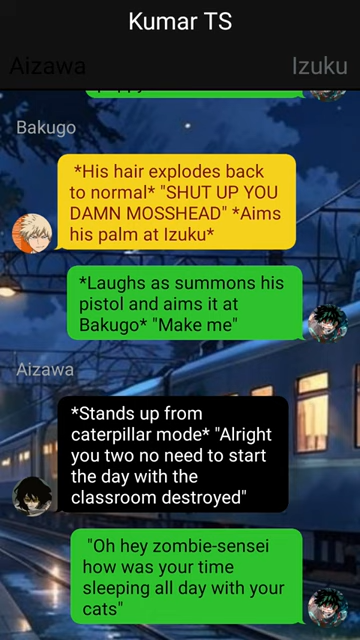 Kumar TS
Aizawa
Izuku
Bakugo
*His hair explodes back
to normal* "SHUT UP YOU
DAMN MOSSHEAD" *Aims
his palm at Izuku*
*Laughs as summons his
pistol and aims it at
Bakugo* "Make me"
Aizawa
*Stands up from
caterpillar mode* "Alright
you two no need to start
the day with the
classroom destroyed"
"Oh hey zombie-sensei
how was your time
sleeping all day with your
cats"